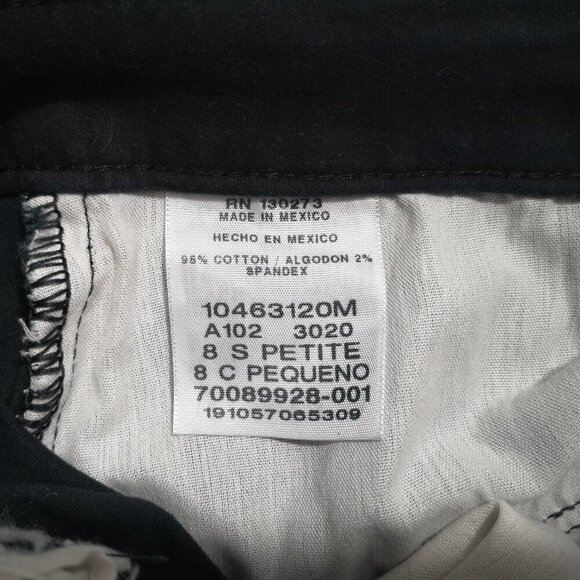 RN 130273
MADE IN MEXICO
HECHO EN MEXICO
98% COTTON / ALGODON 2%
SPANDEX
10463120M
A102 3020
8 S PETITE
8 C PEQUENO
70089928-001
191057065309